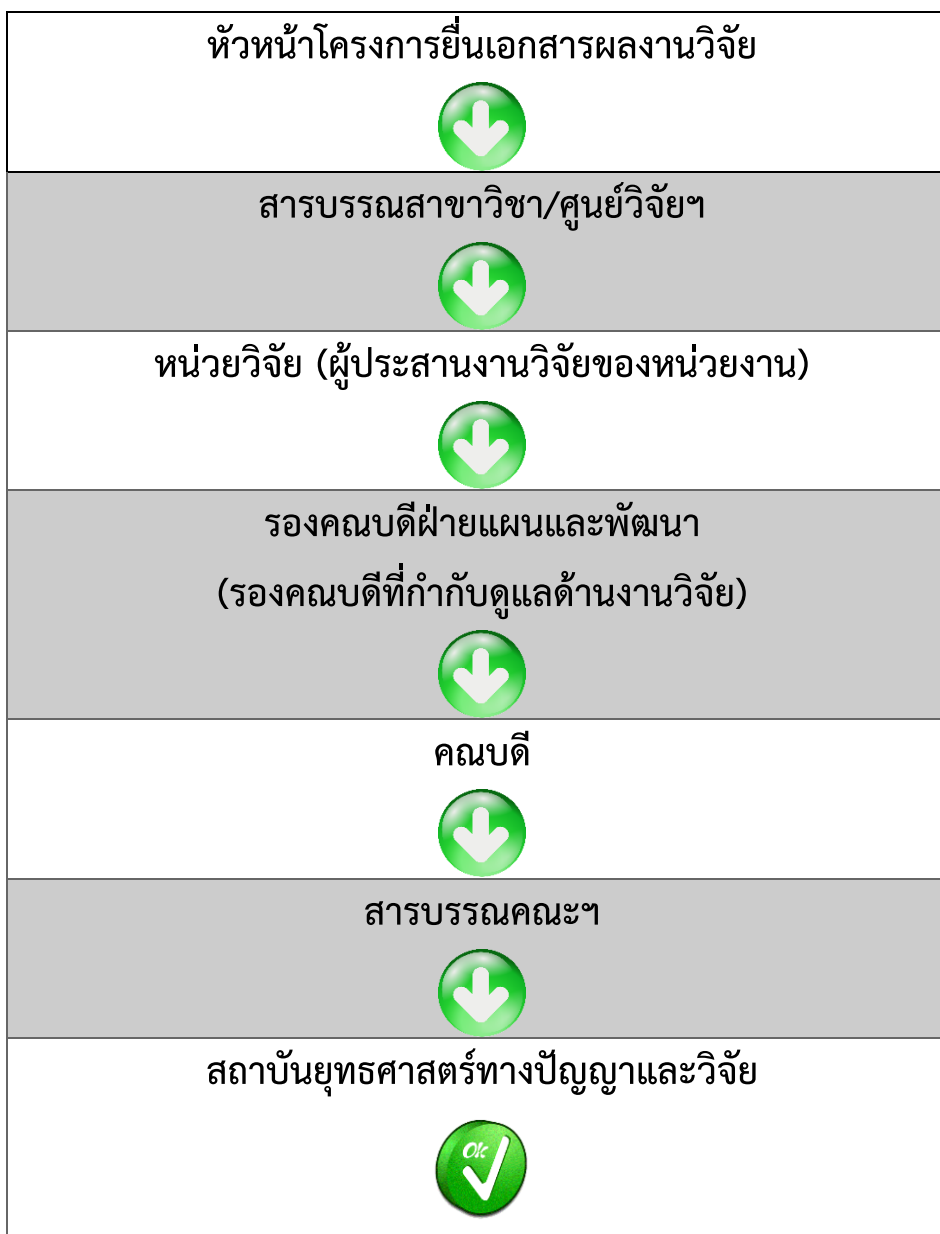 หัวหน้าโครงการยื่นเอกสารผลงานวิจัย
สารบรรณสาขาวิชา/ศูนย์วิจัยฯ
หน่วยวิจัย (ผู้ประสานงานวิจัยของหน่วยงาน)
รองคณบดีฝ่ายแผนและพัฒนา
(รองคณบดีที่กำกับดูแลด้านงานวิจัย)
คณบดี
สารบรรณคณะฯ
สถาบันยุทธศาสตร์ทางปัญญาและวิจัย
Ok